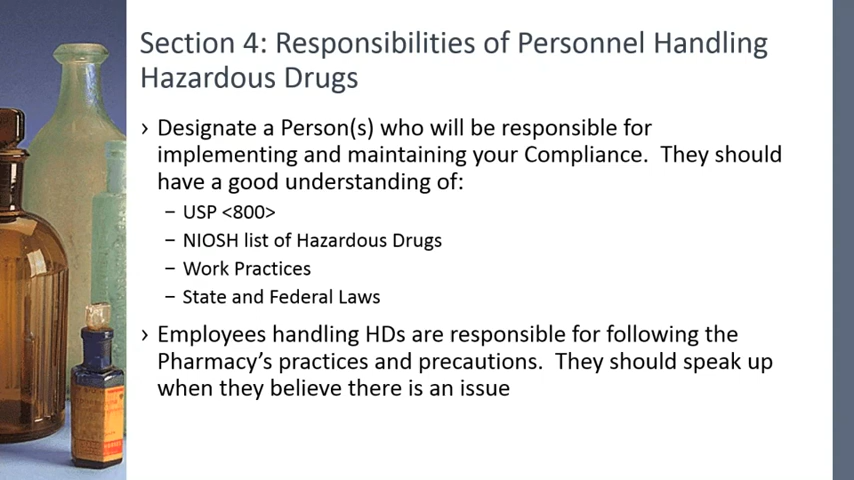 Section 4: Responsibilities of Personnel Handling
Hazardous Drugs
› Designate a Person(s) who will be responsible for
implementing and maintaining your Compliance.  They should
have a good understanding of:
– USP <800>
– NIOSH list of Hazardous Drugs
– Work Practices
– State and Federal Laws
› Employees handling HDs are responsible for following the
Pharmacy's practices and precautions.  They should speak up
when they believe there is an issue